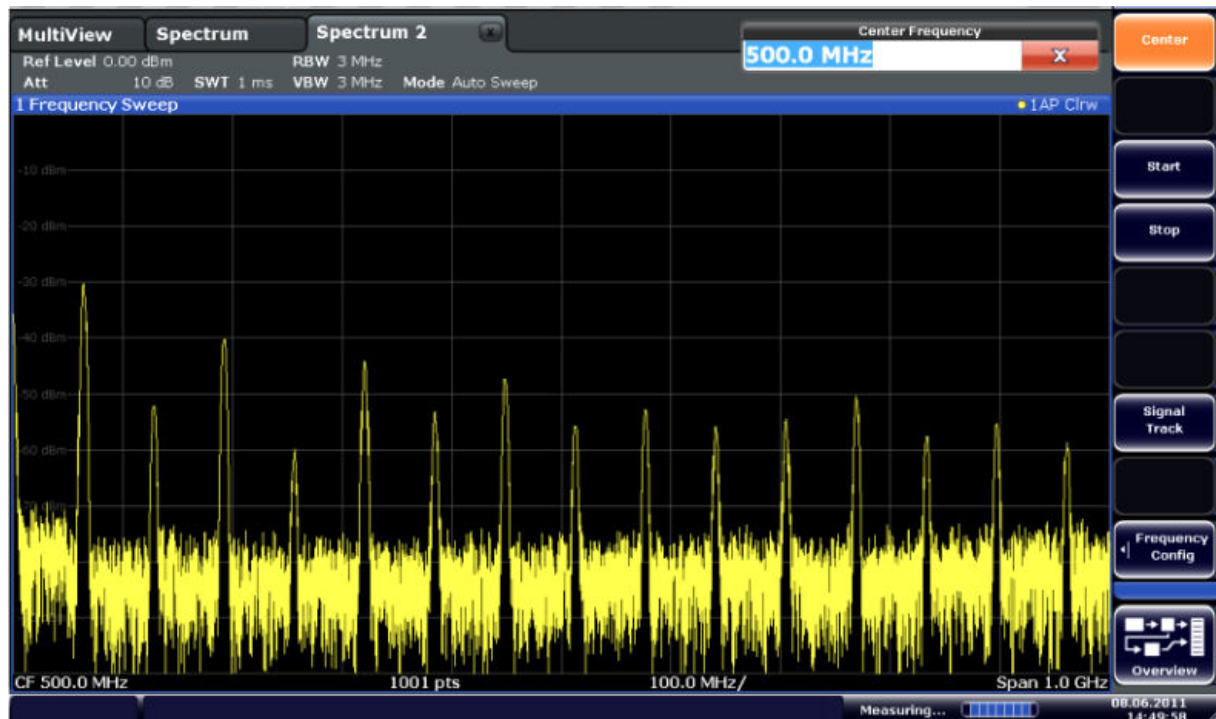 MultiView Spectrum Spectrum 2 x
Center Frequency
500.0 MHz X
Ref Level 0.00 dBm RBW 3 MHz
Att 10 dB SWT 1 ms VBW 3 MHz Mode Auto Sweep
1 Frequency Sweep 1AP Clrw
-10 dBm
-20 dBm
-30 dBm
-40 dBm
-50 dBm
-60 dBm
-70 dBm
CF 500.0 MHz 1001 pts 100.0 MHz/ Span 1.0 GHz
Measuring... 08.06.2011
14:49:58
Center
Start
Stop
Signal
Track
Frequency
Config
Overview